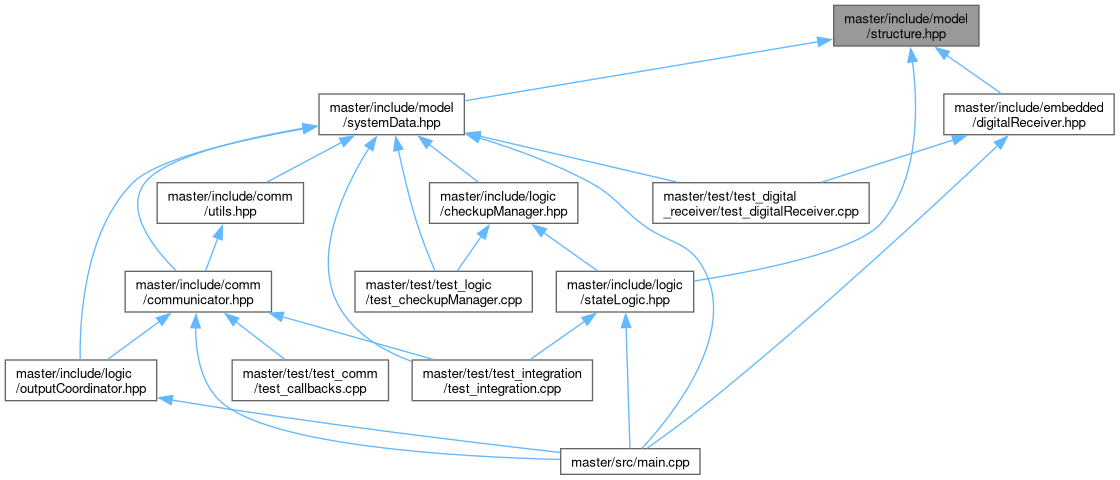 master/include/model
/structure.hpp
master/include/model
/systemData.hpp
master/include/embedded
/digitalReceiver.hpp
master/include/comm
/utils.hpp
master/include/logic
/checkupManager.hpp
master/test/test_digital
_receiver/test_digitalReceiver.cpp
master/include/comm
/communicator.hpp
master/test/test_logic
/test_checkupManager.cpp
master/include/logic
/stateLogic.hpp
master/include/logic
/outputCoordinator.hpp
master/test/test_comm
/test_callbacks.cpp
master/test/test_integration
/test_integration.cpp
master/src/main.cpp